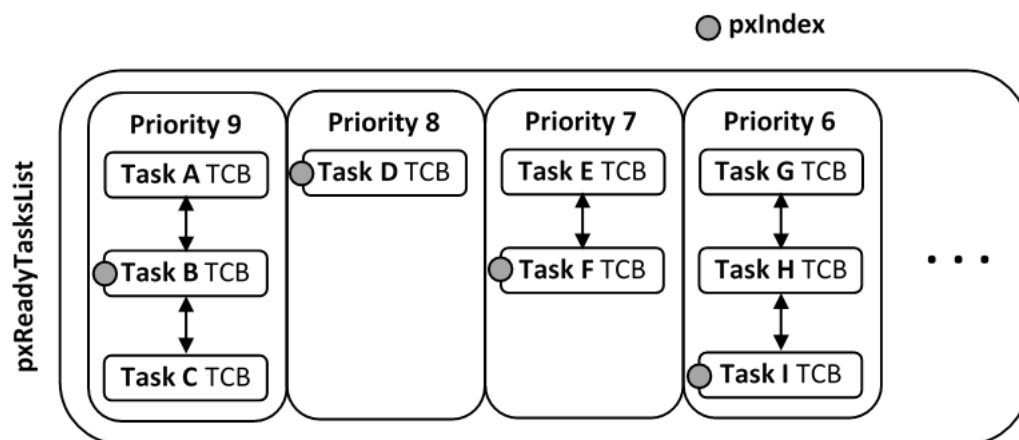 pxIndex
pxReadyTasksList
Priority 9
Task A TCB
Task B TCB
Task C TCB
Priority 8
Task D TCB
Priority 7
Task E TCB
Task F TCB
Priority 6
Task G TCB
Task H TCB
Task I TCB
. . .